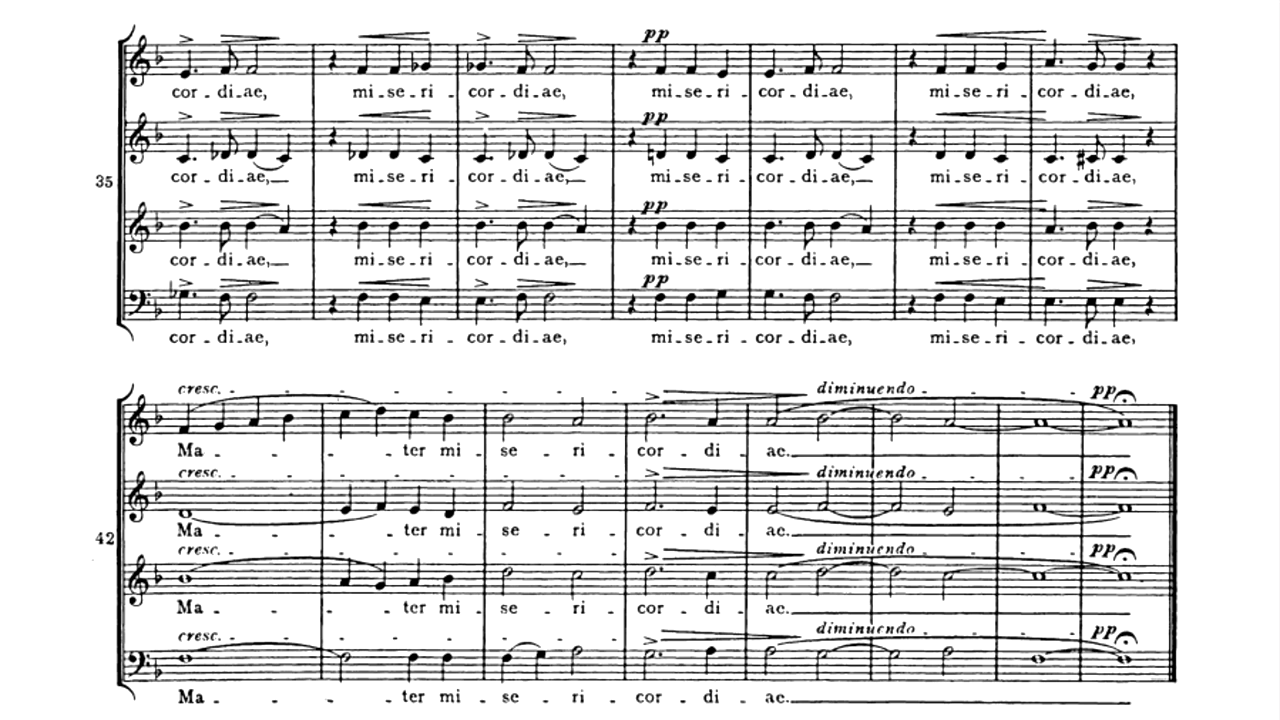 pp
cor - di - ae, mi - se - ri - cor - di - ae, mi - se - ri - cor - di - ae, mi - se - ri - cor - di - ae,
pp
cor - di - ae, mi - se - ri - cor - di - ae, mi - se - ri - cor - di - ae, mi - se - ri - cor - di - ae,
35
pp
cor - di - ae, mi - se - ri - cor - di - ae, mi - se - ri - cor - di - ae, mi - se - ri - cor - di - ae,
pp
cor - di - ae, mi - se - ri - cor - di - ae, mi - se - ri - cor - di - ae, mi - se - ri - cor - di - ae,
cresc. diminuendo pp
Ma - ter mi - se - ri - cor - di - ae.
cresc. diminuendo pp
Ma - ter mi - se - ri - cor - di - ae.
42
cresc. diminuendo pp
Ma - ter mi - se - ri - cor - di - ae.
cresc. diminuendo pp
Ma - ter mi - se - ri - cor - di - ae.